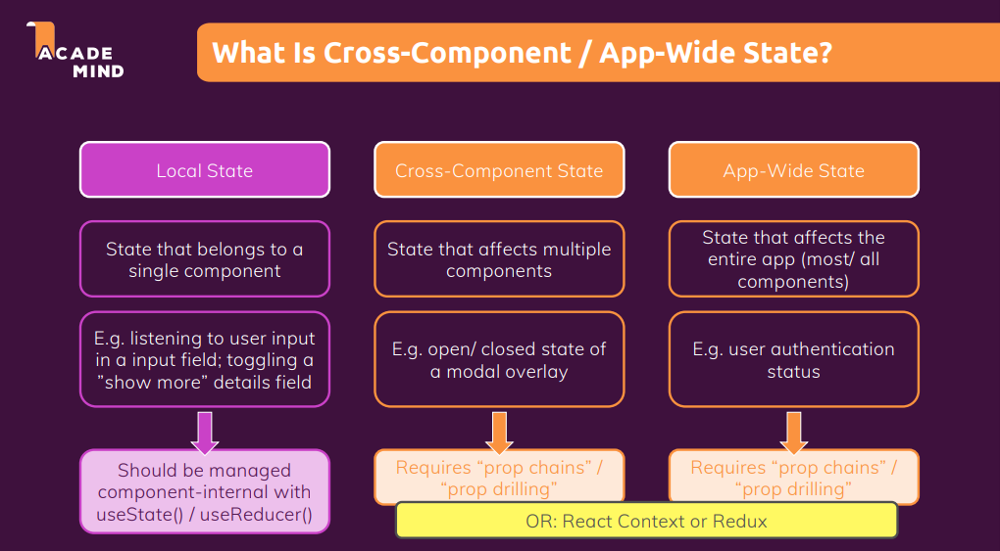 ACADE
MIND
What Is Cross-Component / App-Wide State?
Local State
State that belongs to a
single component
E.g. listening to user input
in a input field; toggling a
”show more” details field
Should be managed
component-internal with
useState() / useReducer()
Cross-Component State
State that affects multiple
components
E.g. open/ closed state of
a modal overlay
Requires “prop chains” /
“prop drilling”
App-Wide State
State that affects the
entire app (most/ all
components)
E.g. user authentication
status
Requires “prop chains” /
“prop drilling”
OR: React Context or Redux